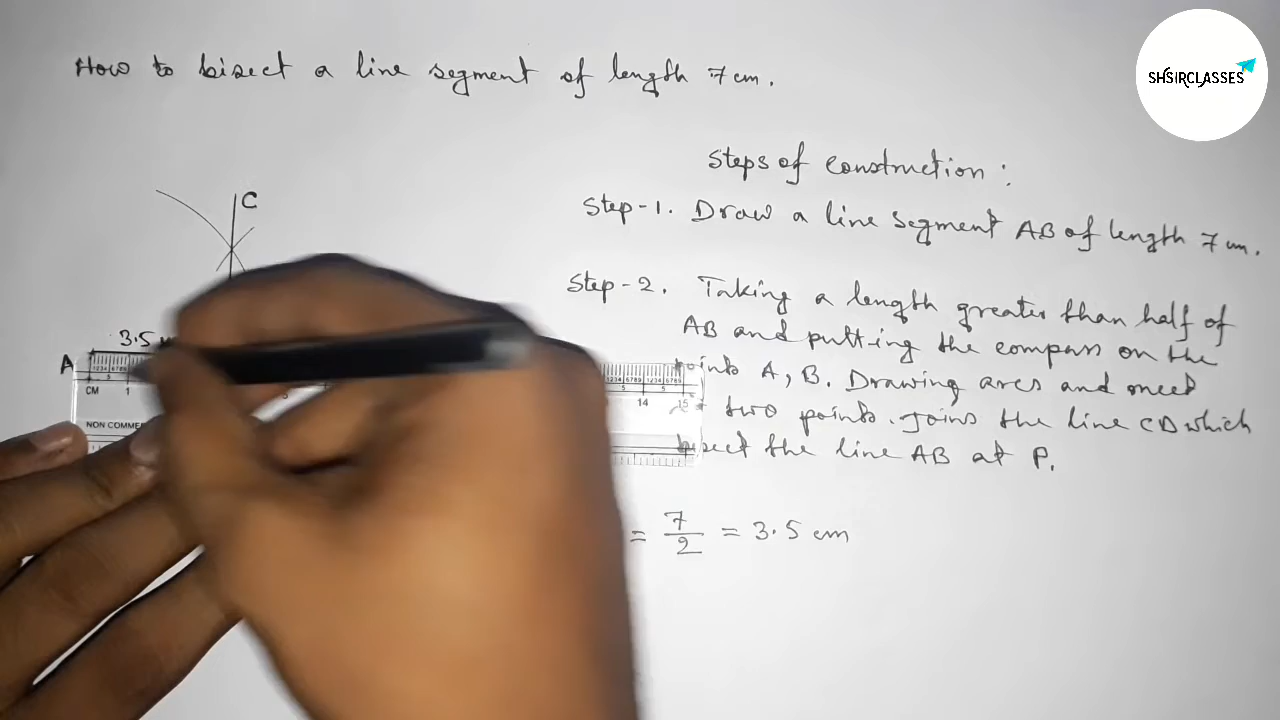 How to bisect a line segment of length 7 cm.
SHSIRCLASSES
Steps of construction:
Step-1. Draw a line segment AB of length 7 cm.
Step-2. Taking a length greater than half of
AB and putting the compass on the
points A, B. Drawing arcs and meet
two points. Joins the line CD which
bisect the line AB at P.
= 7/2 = 3.5 cm
C
3.5
A
CM 1 14 15
NON COMME